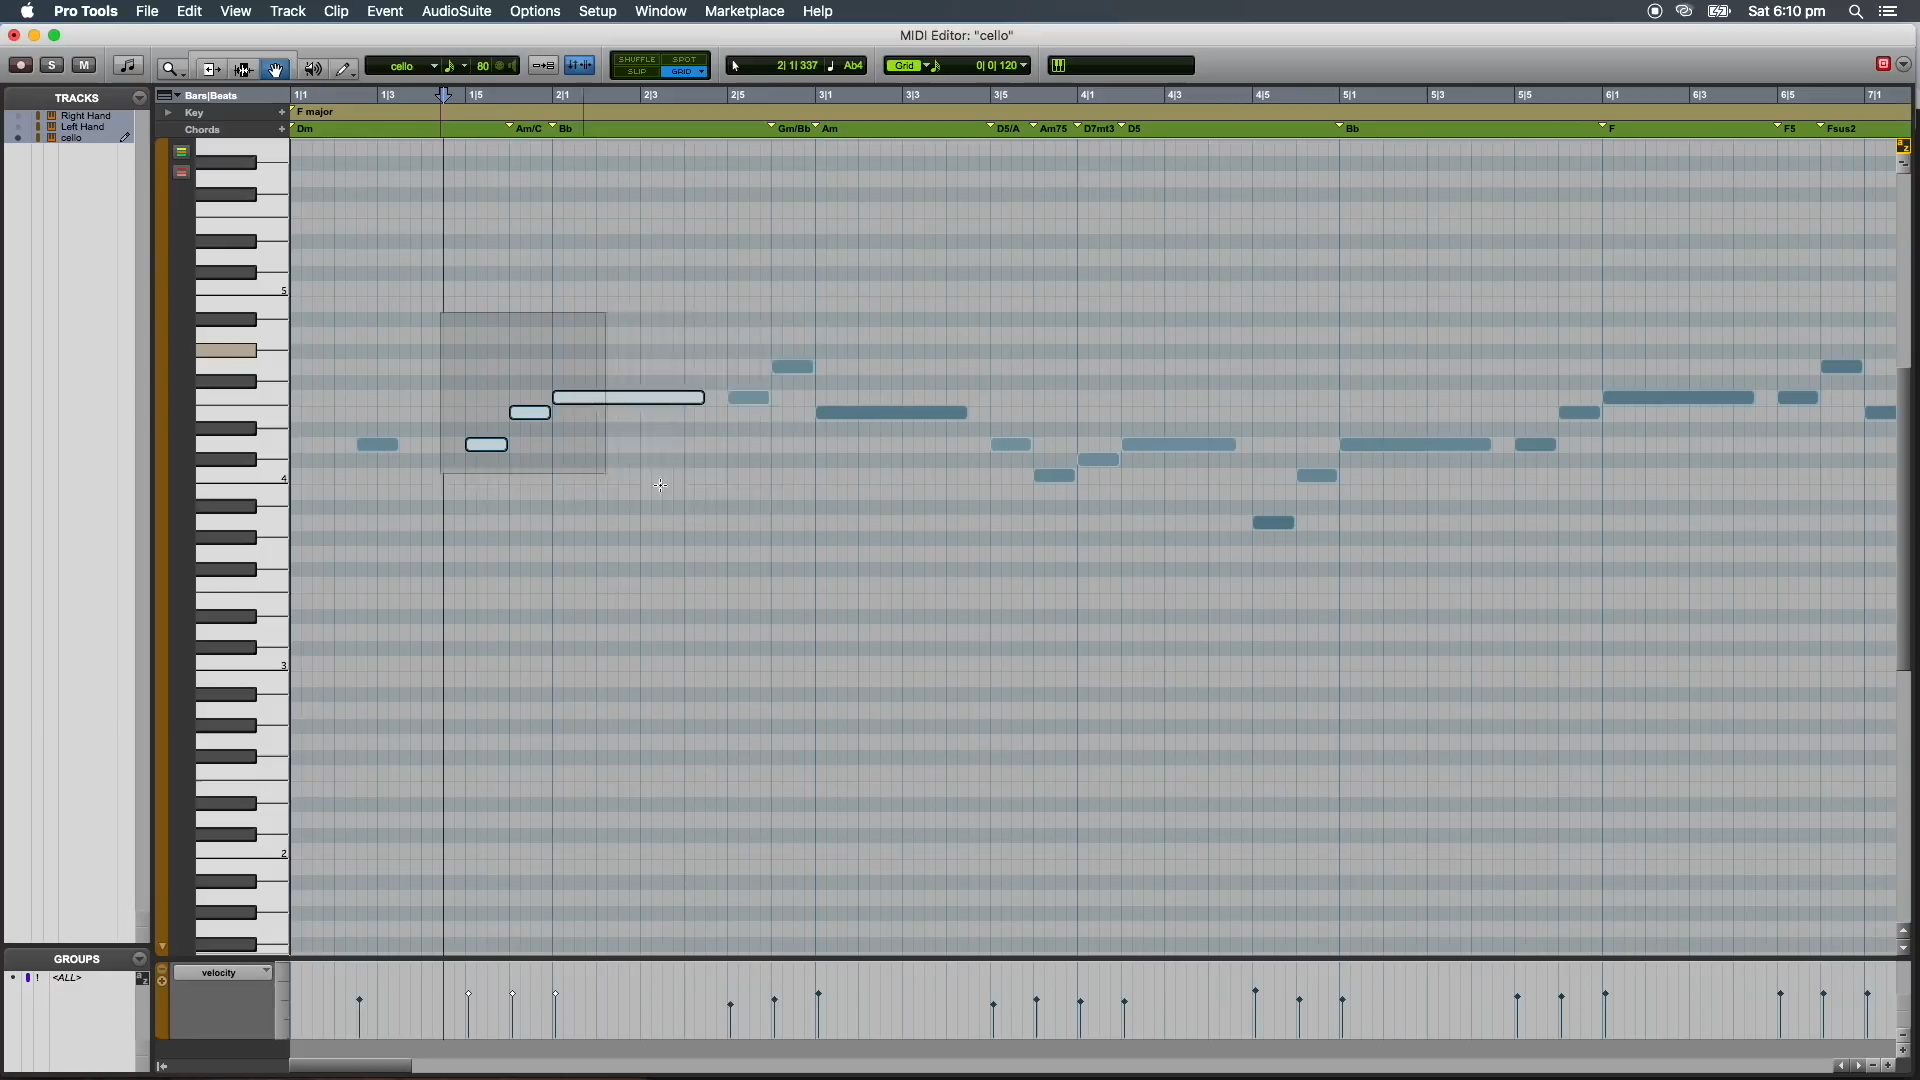 Pro Tools File Edit View Track Clip Event AudioSuite Options Setup Window Marketplace Help Sat 6:10 pm
MIDI Editor: "cello"
S M cello 80 SHUFFLE SPOT SLIP GRID 2| 1| 337 Ab4 Grid 0| 0| 120
TRACKS
Right Hand
Left Hand
cello
Bars|Beats 1|1 1|3 1|5 2|1 2|3 2|5 3|1 3|3 3|5 4|1 4|3 4|5 5|1 5|3 5|5 6|1 6|3 6|5 7|1
Key + F major
Chords + Dm Am/C Bb Gm/Bb Am D5/A Am75 D7mt3 D5 Bb F F5 Fsus2
a z
5
4
3
2
GROUPS
! <ALL> a z
velocity